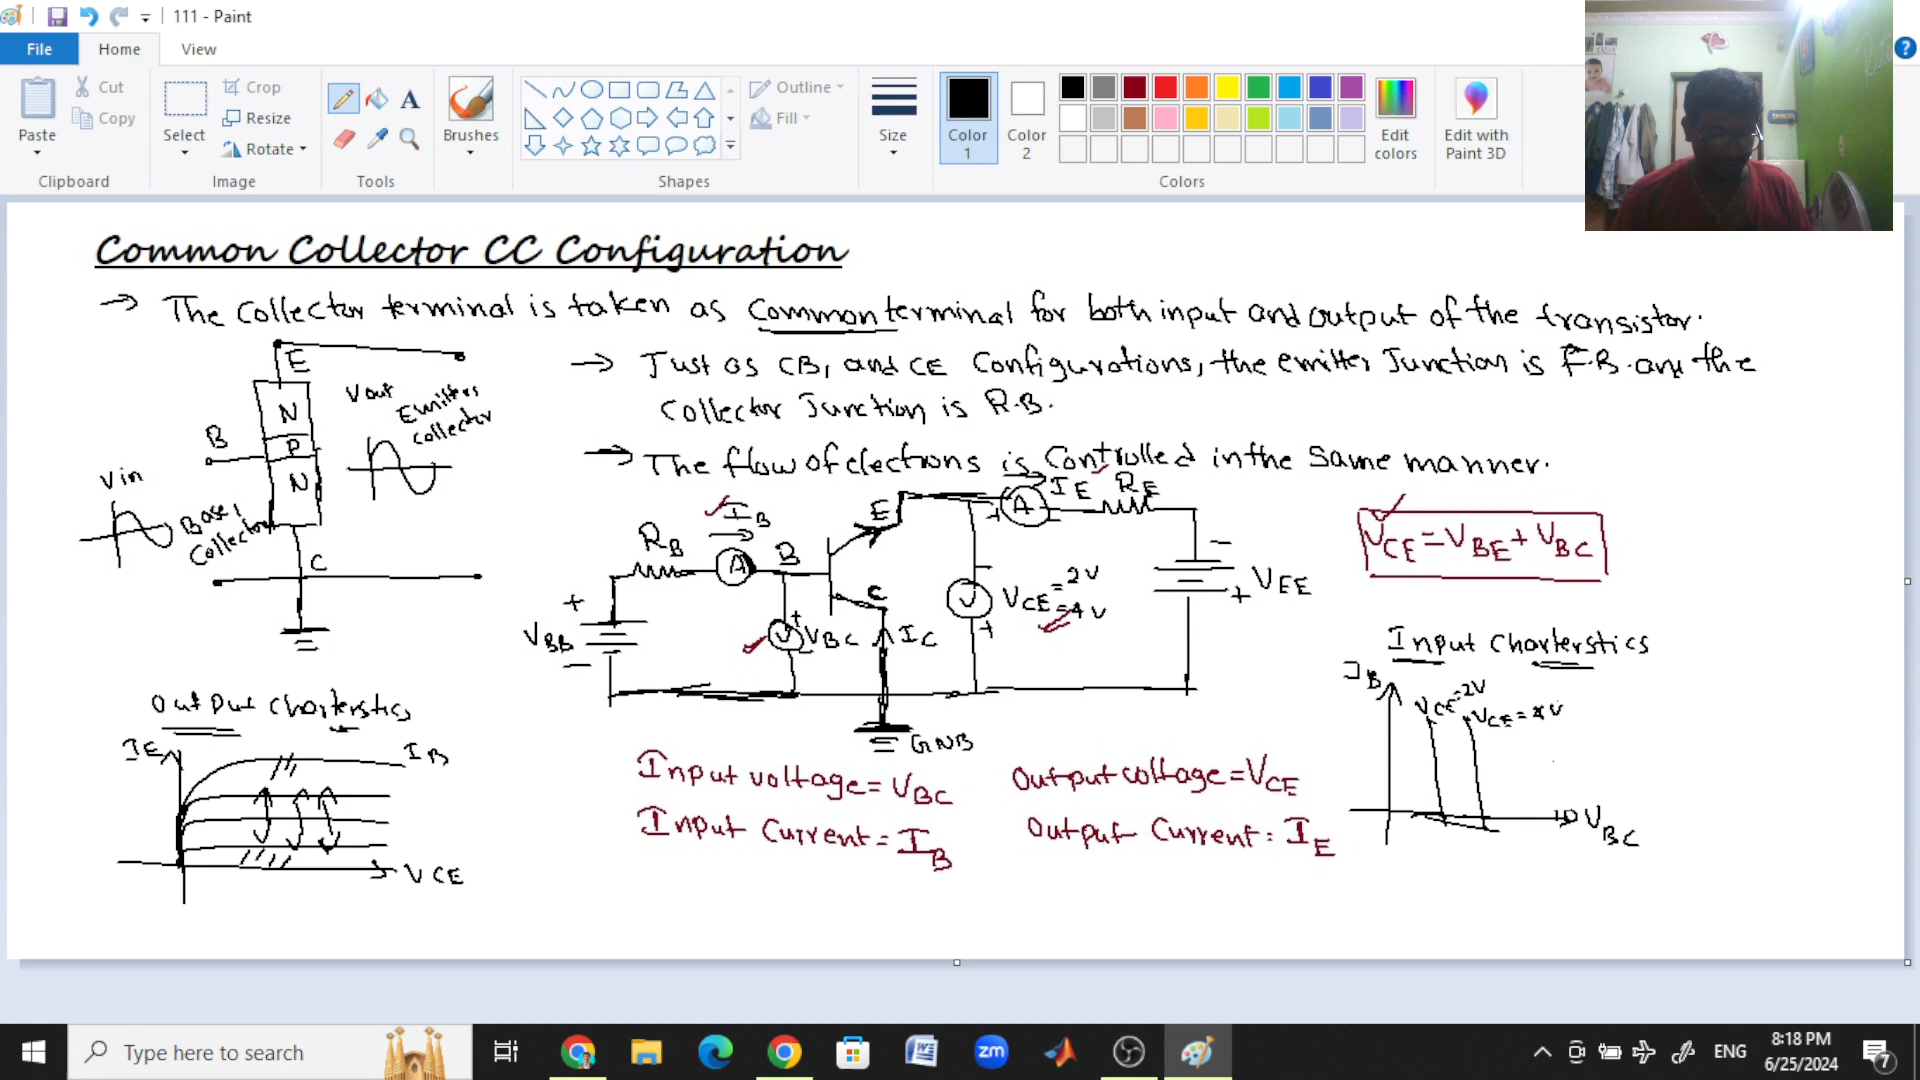 111 - Paint
File
Home
View
Paste
Cut
Copy
Clipboard
Select
Crop
Resize
Rotate
Image
A
Tools
Brushes
Outline
Fill
Shapes
Size
Color 1
Color 2
Edit colors
Colors
Edit with Paint 3D
Common Collector CC Configuration
→ The Collector terminal is taken as Common terminal for both input and output of the transistor.
→ Just as CB, and CE Configurations, the emitter Junction is F.B. and the
Collector Junction is R.B.
→ The flow of electrons is Controlled in the same manner.
E
N
P
N
B
C
Vin
Base,
Collector
Vout
Emitters
Collector
RB
IB
A
B
E
C
+
VBB
−
V
+
−
VBC
IC
GND
A
+
−
IE
RE
V
−
+
VCE = 2V
= 4V
−
+
VEE
VCE = VBE + VBC
Output Charterstics
IE
IB
VCE
Input voltage = VBC
Input Current = IB
Output coltage = VCE
Output Current : IE
Input Charterstics
IB
VCE = 2V
VCE = 4V
VBC
Type here to search
zm
ENG
8:18 PM
6/25/2024
7